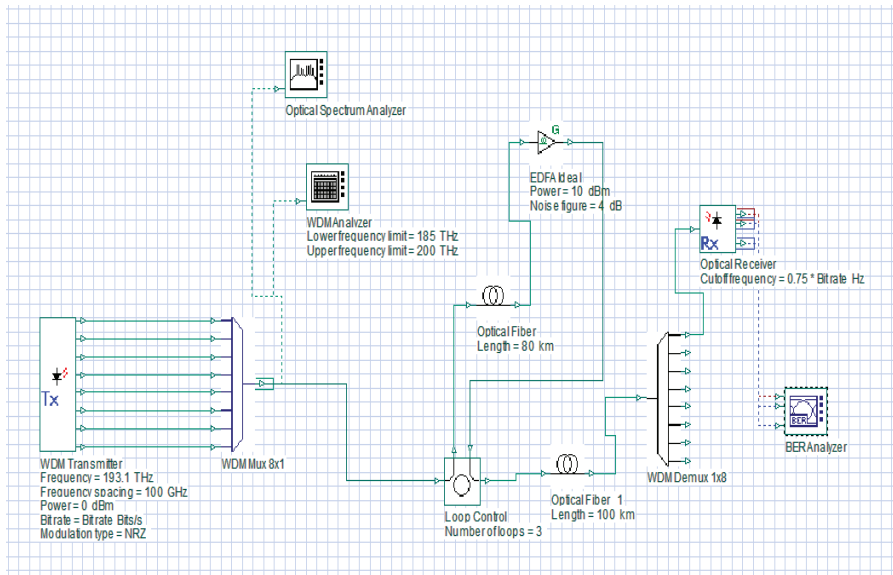 Optical Spectrum Analyzer
G
EDFA Ideal
Power = 10 dBm
Noise figure = 4 dB
WDM Analyzer
Lower frequency limit = 185 THz
Upper frequency limit = 200 THz
Rx
Optical Receiver
Cutoff frequency = 0.75 * Bitrate Hz
Optical Fiber
Length = 80 km
Tx
BER
BER Analyzer
WDM Transmitter
Frequency = 193.1 THz
Frequency spacing = 100 GHz
Power = 0 dBm
Bitrate = Bitrate Bits/s
Modulation type = NRZ
WDM Mux 8x1
Loop Control
Number of loops = 3
Optical Fiber 1
Length = 100 km
WDM Demux 1x8